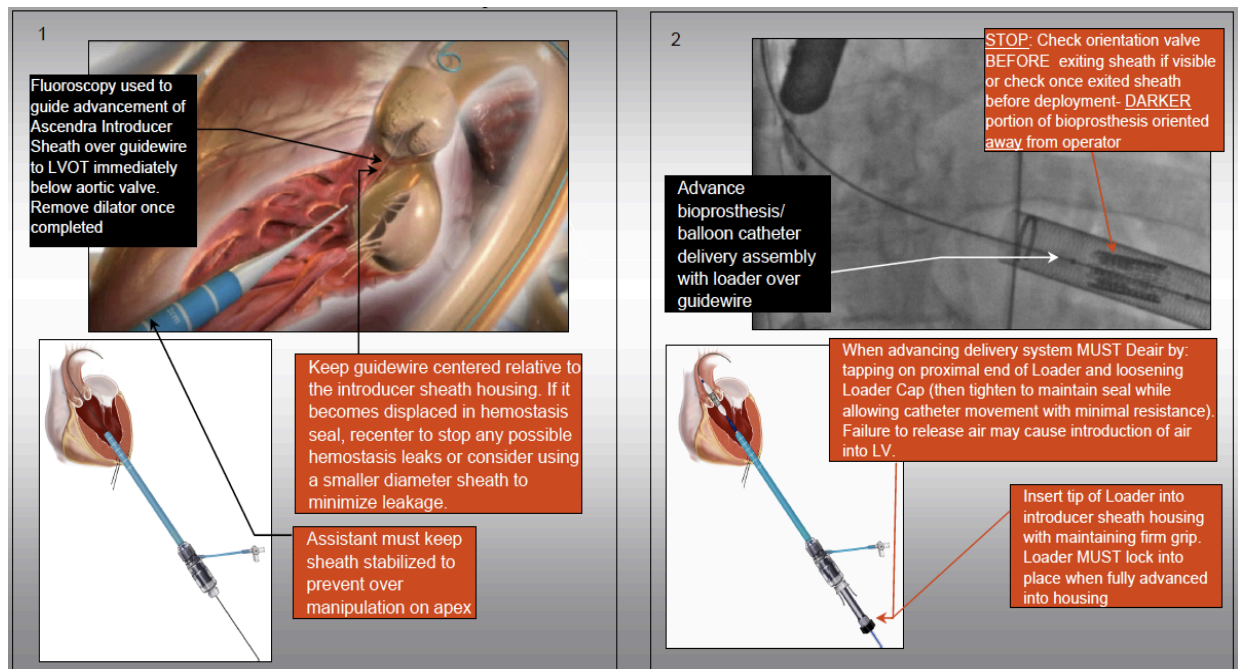 1
Fluoroscopy used to
guide advancement of
Ascendra Introducer
Sheath over guidewire
to LVOT immediately
below aortic valve.
Remove dilator once
completed
Keep guidewire centered relative to
the introducer sheath housing. If it
becomes displaced in hemostasis
seal, recenter to stop any possible
hemostasis leaks or consider using
a smaller diameter sheath to
minimize leakage.
Assistant must keep
sheath stabilized to
prevent over
manipulation on apex
2
STOP: Check orientation valve
BEFORE exiting sheath if visible
or check once exited sheath
before deployment- DARKER
portion of bioprosthesis oriented
away from operator
Advance
bioprosthesis/
balloon catheter
delivery assembly
with loader over
guidewire
When advancing delivery system MUST Deair by:
tapping on proximal end of Loader and loosening
Loader Cap (then tighten to maintain seal while
allowing catheter movement with minimal resistance).
Failure to release air may cause introduction of air
into LV.
Insert tip of Loader into
introducer sheath housing
with maintaining firm grip.
Loader MUST lock into
place when fully advanced
into housing